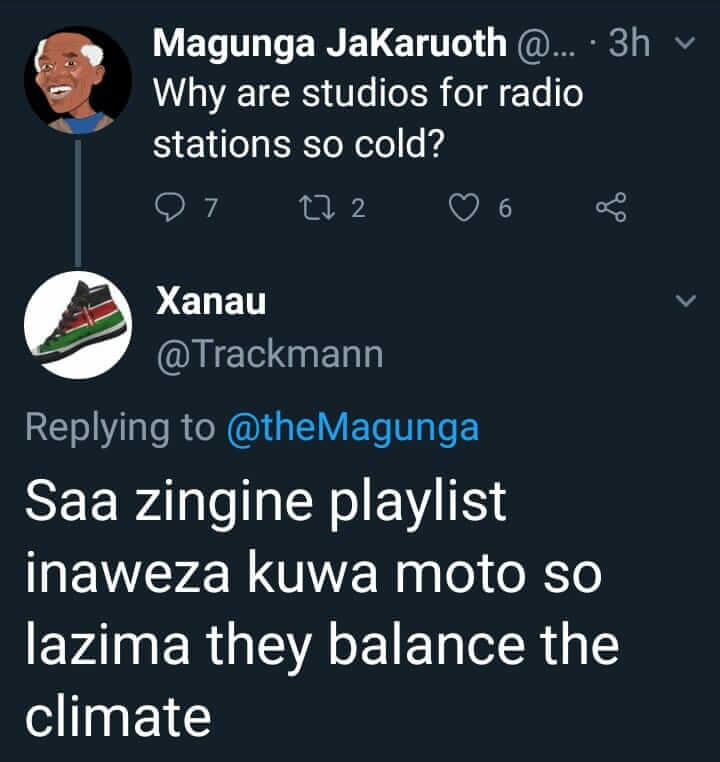 Magunga JaKaruoth @... · 3h
Why are studios for radio
stations so cold?
7 2 6
Xanau
@Trackmann
Replying to @theMagunga
Saa zingine playlist
inaweza kuwa moto so
lazima they balance the
climate